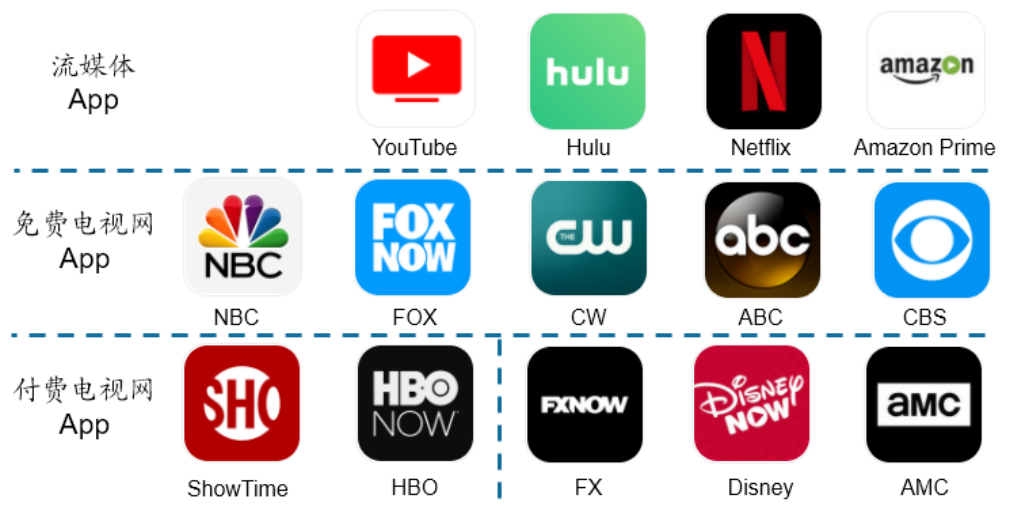 流媒体
App
hulu
N
amazon
YouTube
Hulu
Netflix
Amazon Prime
免费电视网
App
NBC
FOX
NOW
THE
CW
abc
NBC
FOX
CW
ABC
CBS
付费电视网
App
SHO
HBO
NOW
FXNOW
DISNEY
NOW
aMC
ShowTime
HBO
FX
Disney
AMC